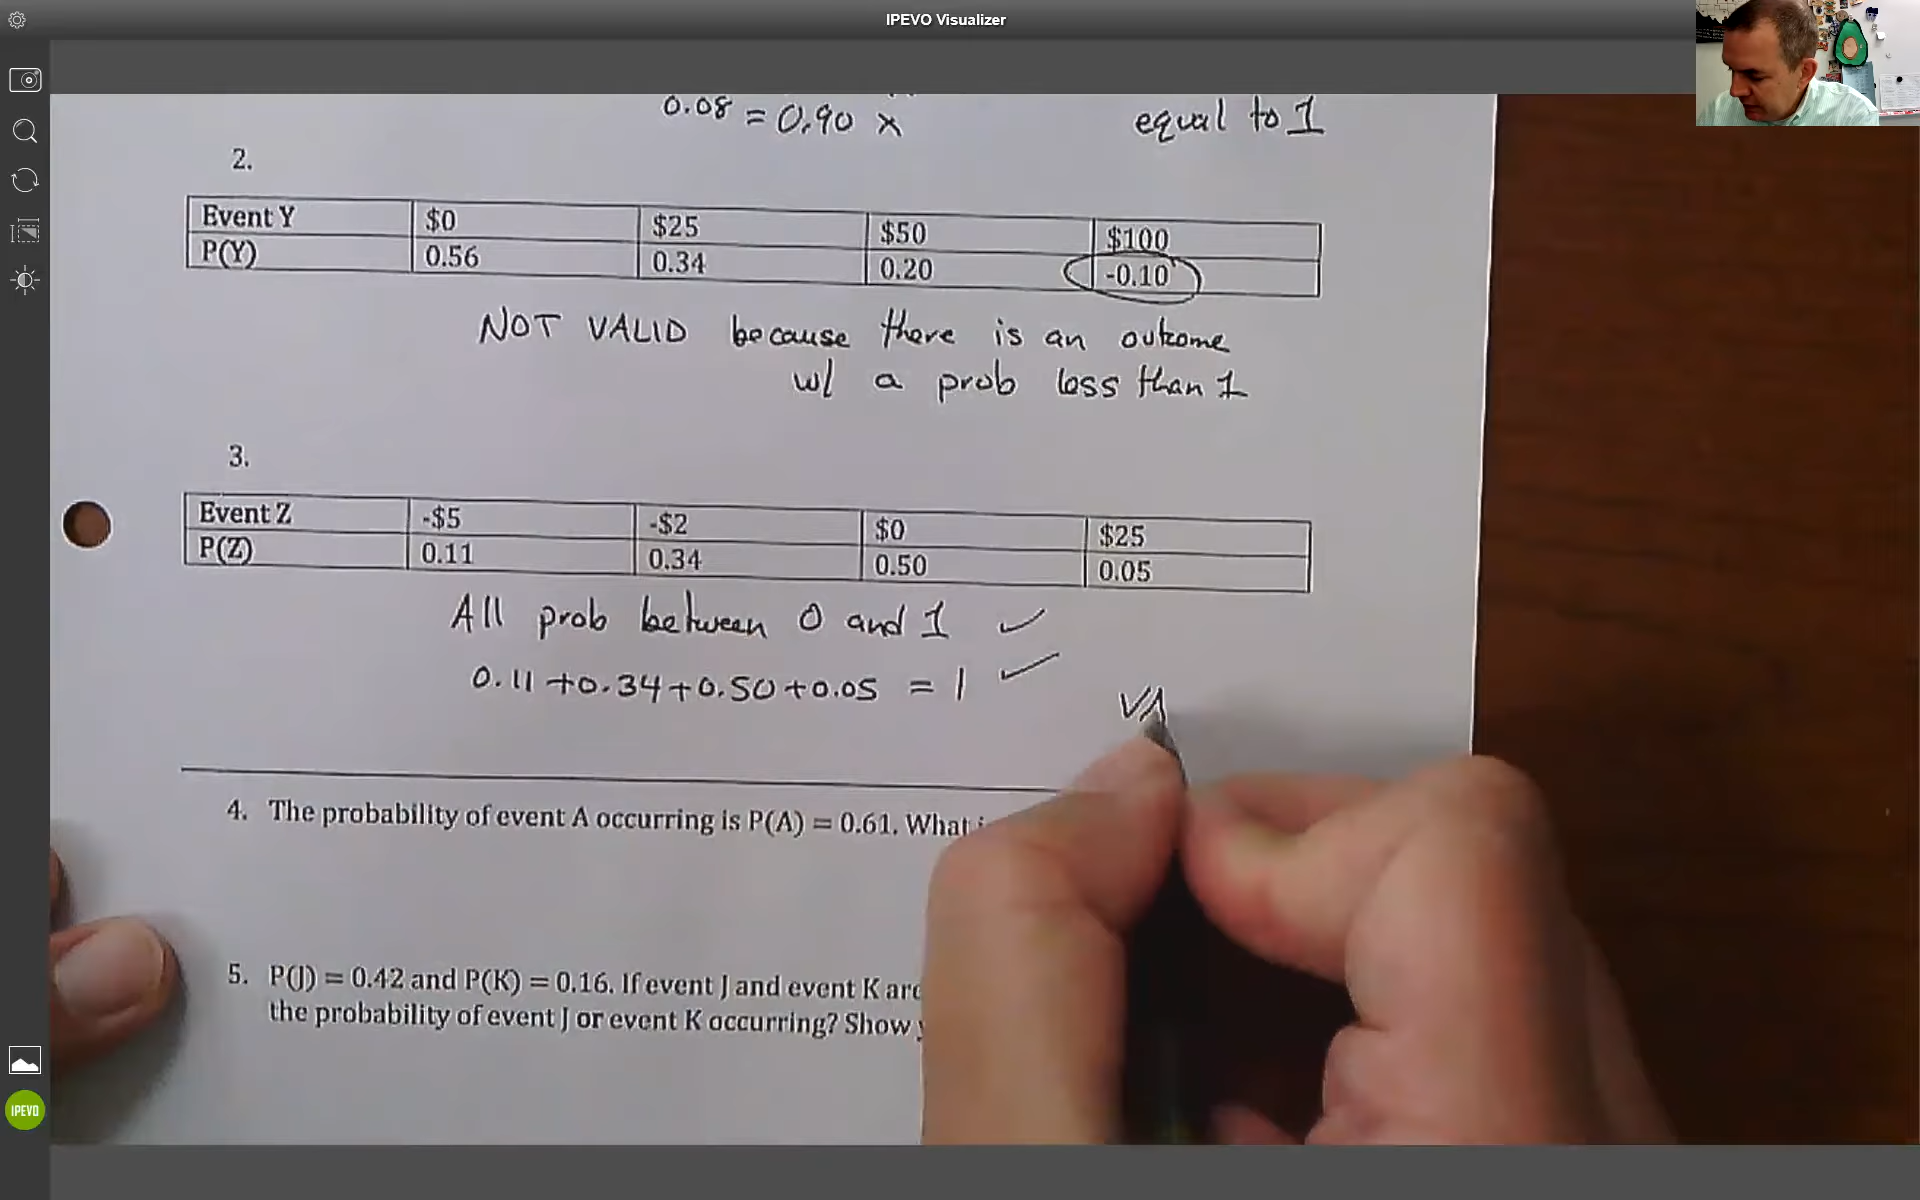 IPEVO Visualizer
0.08 = 0.90 x
equal to 1
2.
Event Y $0 $25 $50 $100
P(Y) 0.56 0.34 0.20 -0.10
NOT VALID because there is an outcome
w/ a prob less than 1
3.
Event Z -$5 -$2 $0 $25
P(Z) 0.11 0.34 0.50 0.05
All prob between 0 and 1 ✓
0.11 + 0.34 + 0.50 + 0.05 = 1 ✓
VA
4. The probability of event A occurring is P(A) = 0.61. What
5. P(J) = 0.42 and P(K) = 0.16. If event J and event K are
the probability of event J or event K occurring? Show
IPEVO